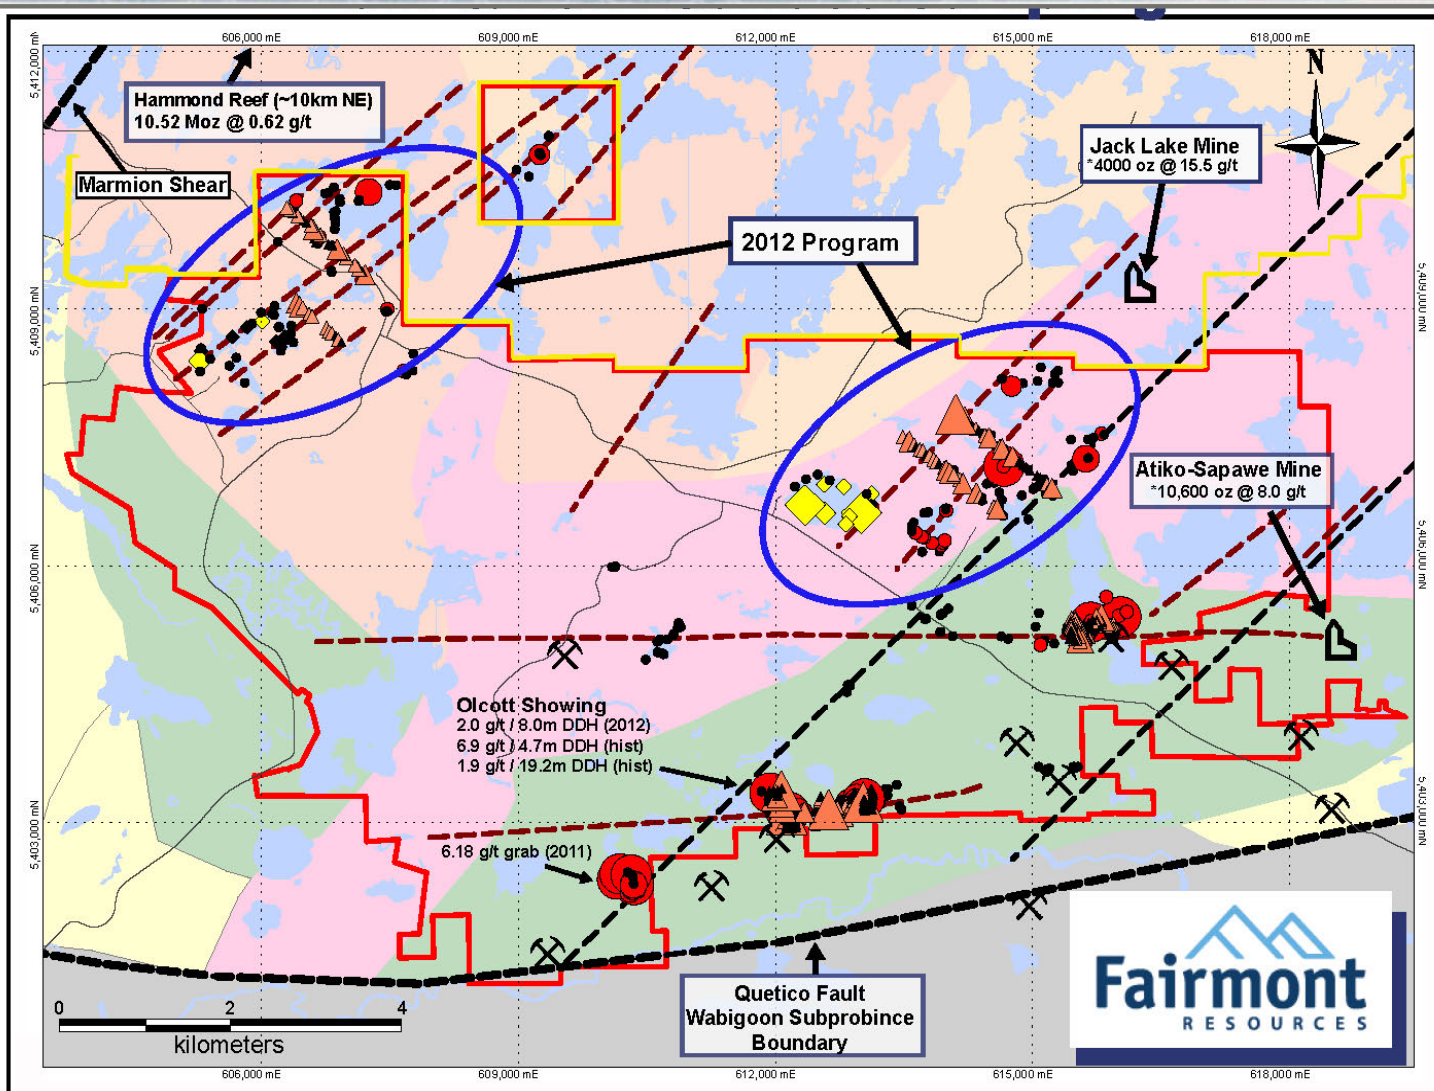 606,000 mE
609,000 mE
612,000 mE
615,000 mE
618,000 mE
5,412,000 mN
Hammond Reef (~10km NE)
10.52 Moz @ 0.62 g/t
N
Jack Lake Mine
*4000 oz @ 15.5 g/t
Marmion Shear
2012 Program
5,409,000 mN
5,409,000 mN
Atiko-Sapawe Mine
*10,600 oz @ 8.0 g/t
5,406,000 mN
5,406,000 mN
Olcott Showing
2.0 g/t / 8.0m DDH (2012)
6.9 g/t / 4.7m DDH (hist)
1.9 g/t / 19.2m DDH (hist)
5,403,000 mN
5,403,000 mN
6.18 g/t grab (2011)
Quetico Fault
Wabigoon Subprobince
Boundary
Fairmont
RESOURCES
0
2
4
kilometers
606,000 mE
609,000 mE
612,000 mE
615,000 mE
618,000 mE